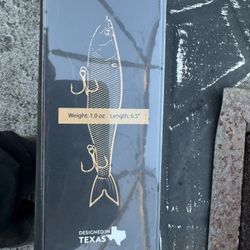 Weight: 1.0 oz Length: 6.5"
DESIGNED IN
TEXAS